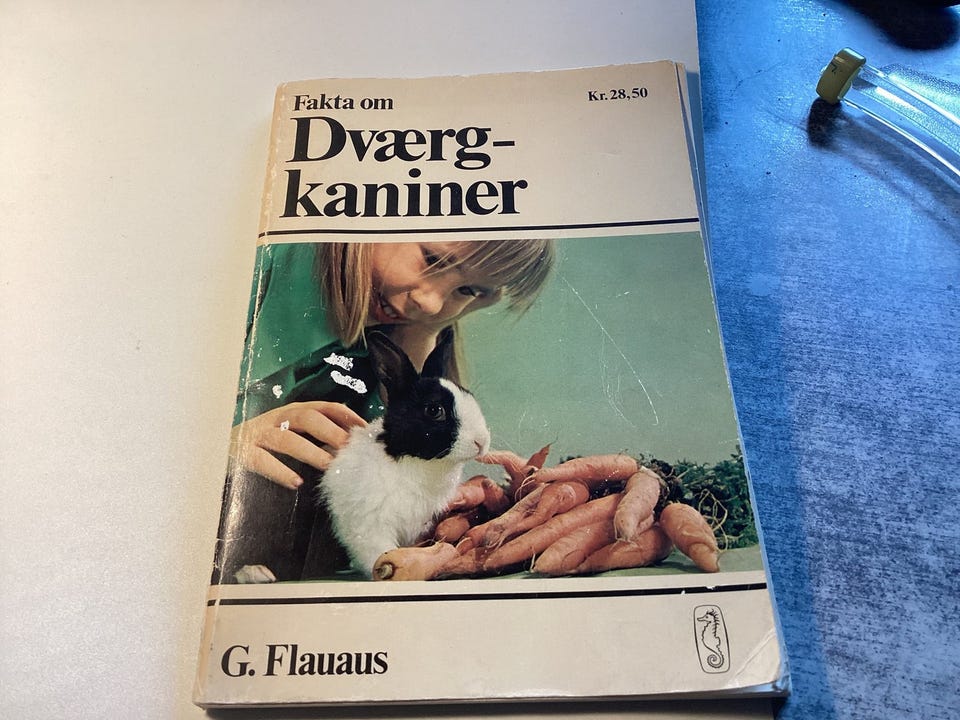 Fakta om
Kr. 28,50
Dværg-
kaniner
G. Flauaus